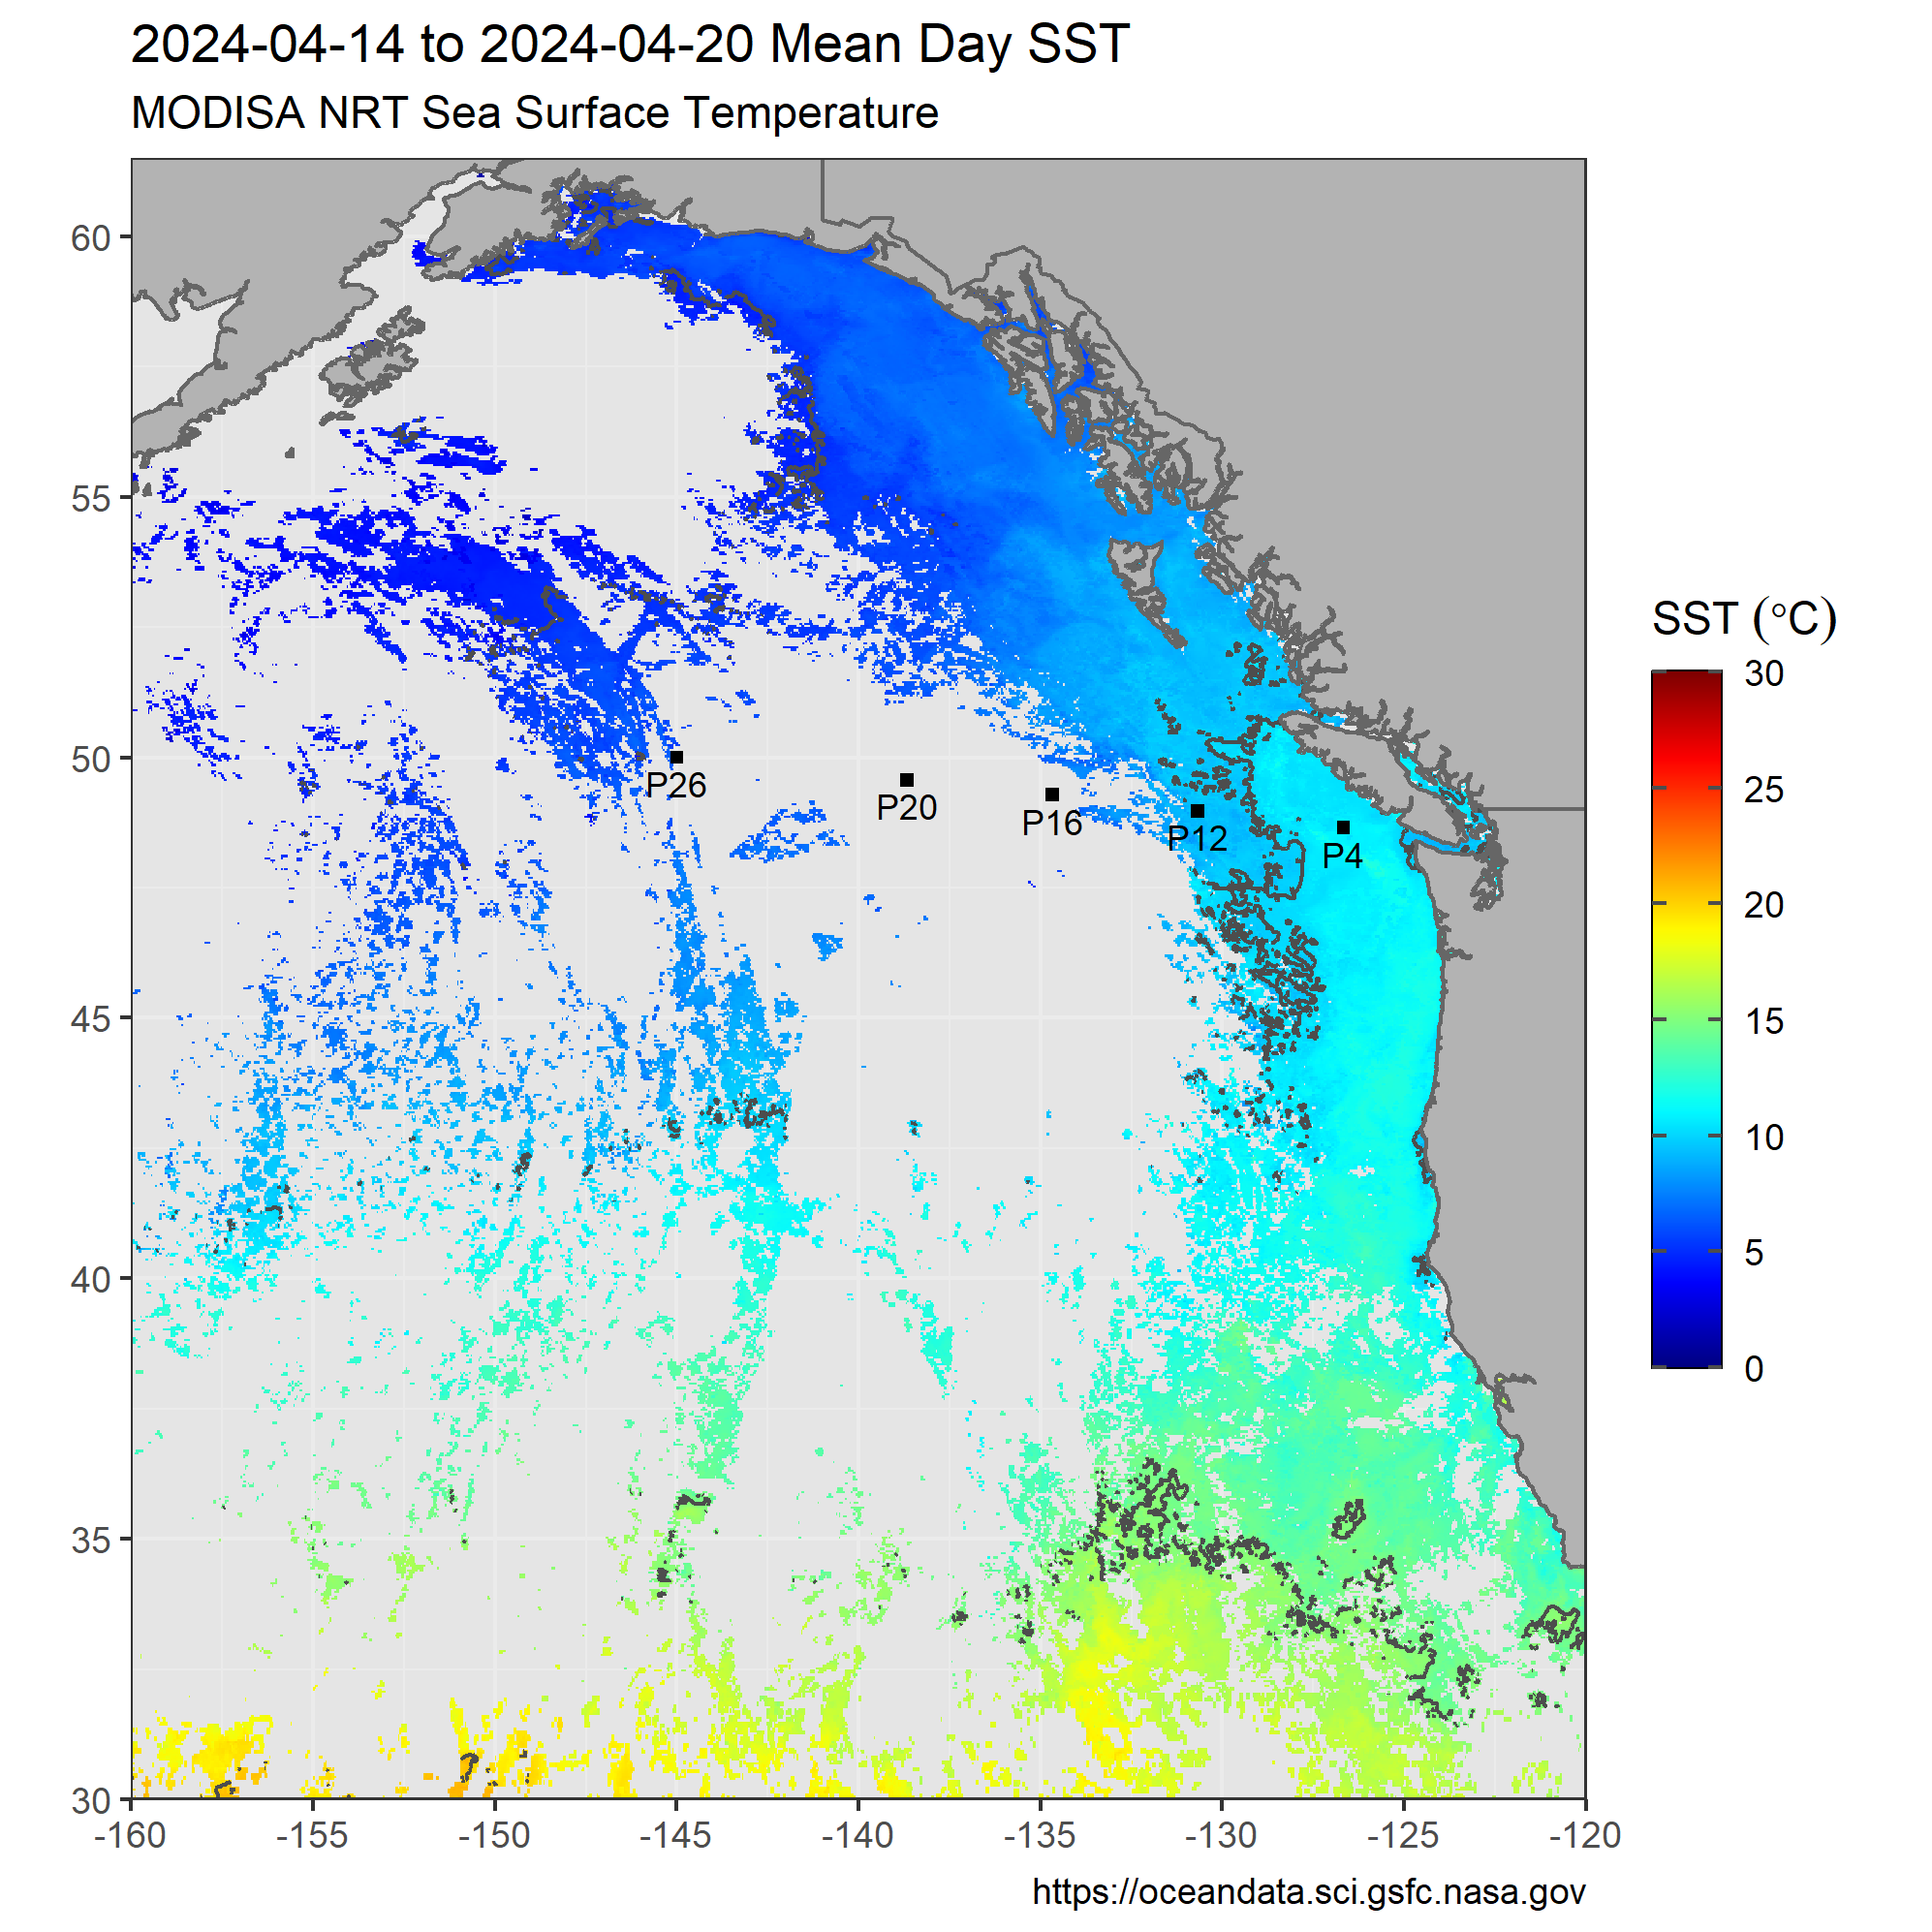 2024-04-14 to 2024-04-20 Mean Day SST
MODISA NRT Sea Surface Temperature
60
55
50
45
40
35
30
-160
-155
-150
-145
-140
-135
-130
-125
-120
P26
P20
P16
P12
P4
SST (°C)
30
25
20
15
10
5
0
https://oceandata.sci.gsfc.nasa.gov